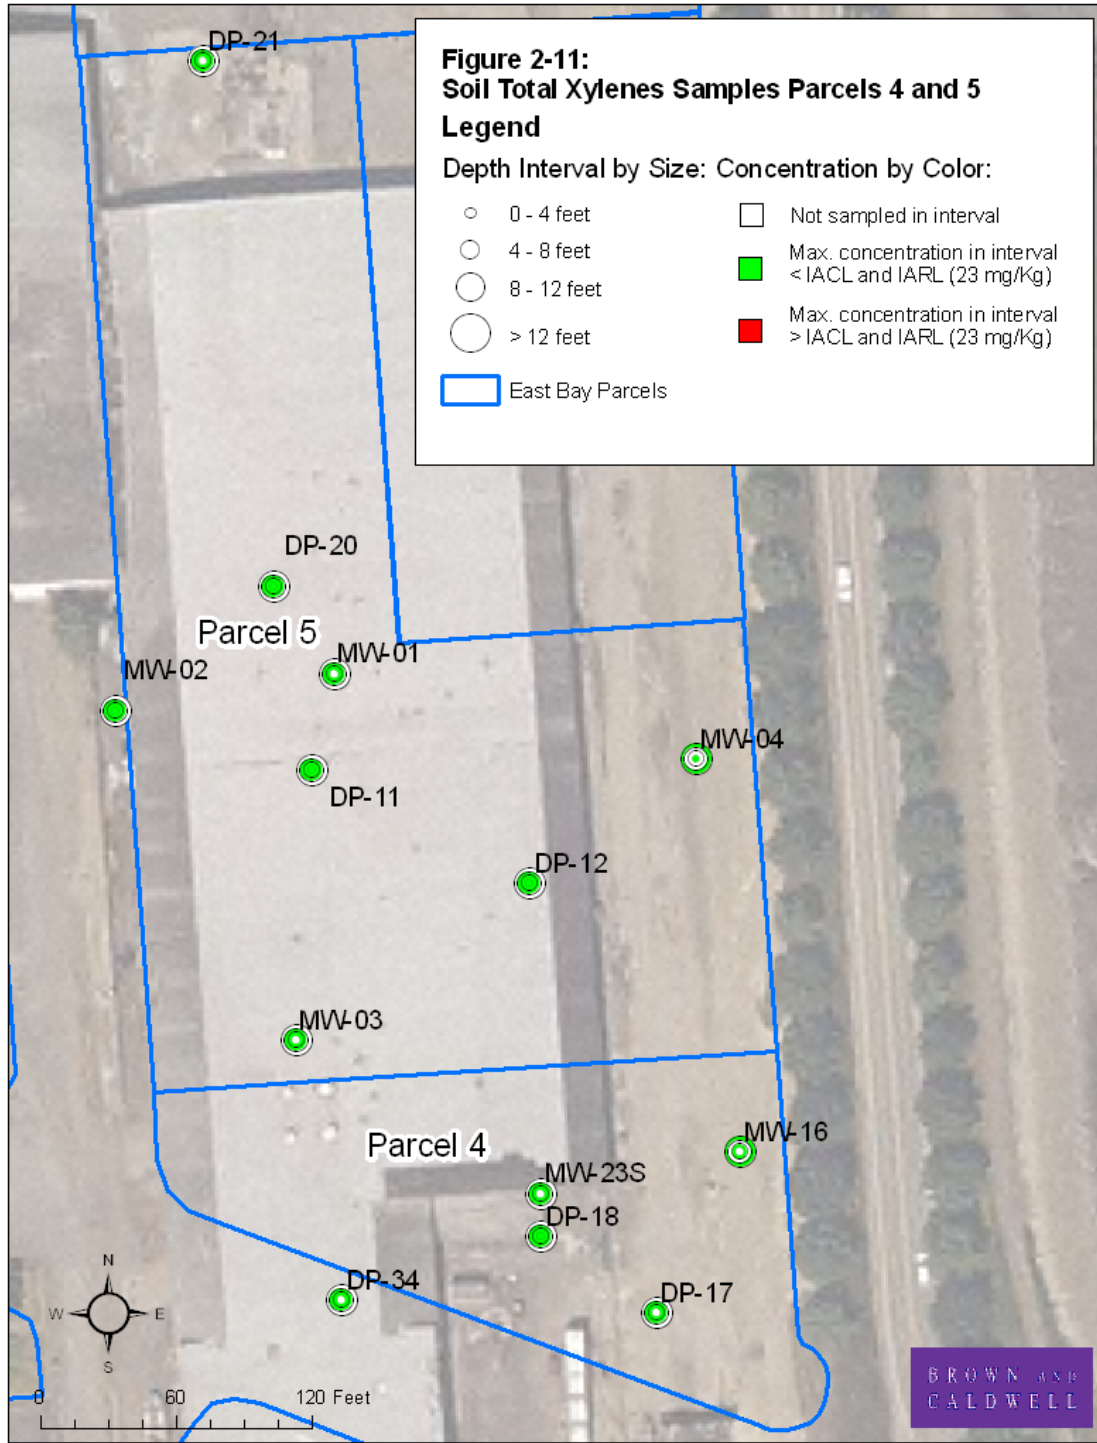 DP-21
Figure 2-11:
Soil Total Xylenes Samples Parcels 4 and 5
Legend
Depth Interval by Size: Concentration by Color:
0 - 4 feet
Not sampled in interval
4 - 8 feet
Max. concentration in interval
< IACL and IARL (23 mg/Kg)
8 - 12 feet
> 12 feet
Max. concentration in interval
> IACL and IARL (23 mg/Kg)
East Bay Parcels
DP-20
Parcel 5
MW-01
MW-02
MW-04
DP-11
DP-12
MW-03
Parcel 4
MW-16
MW-23S
DP-18
DP-34
DP-17
N
W E
S
0 60 120 Feet
BROWN AND
CALDWELL